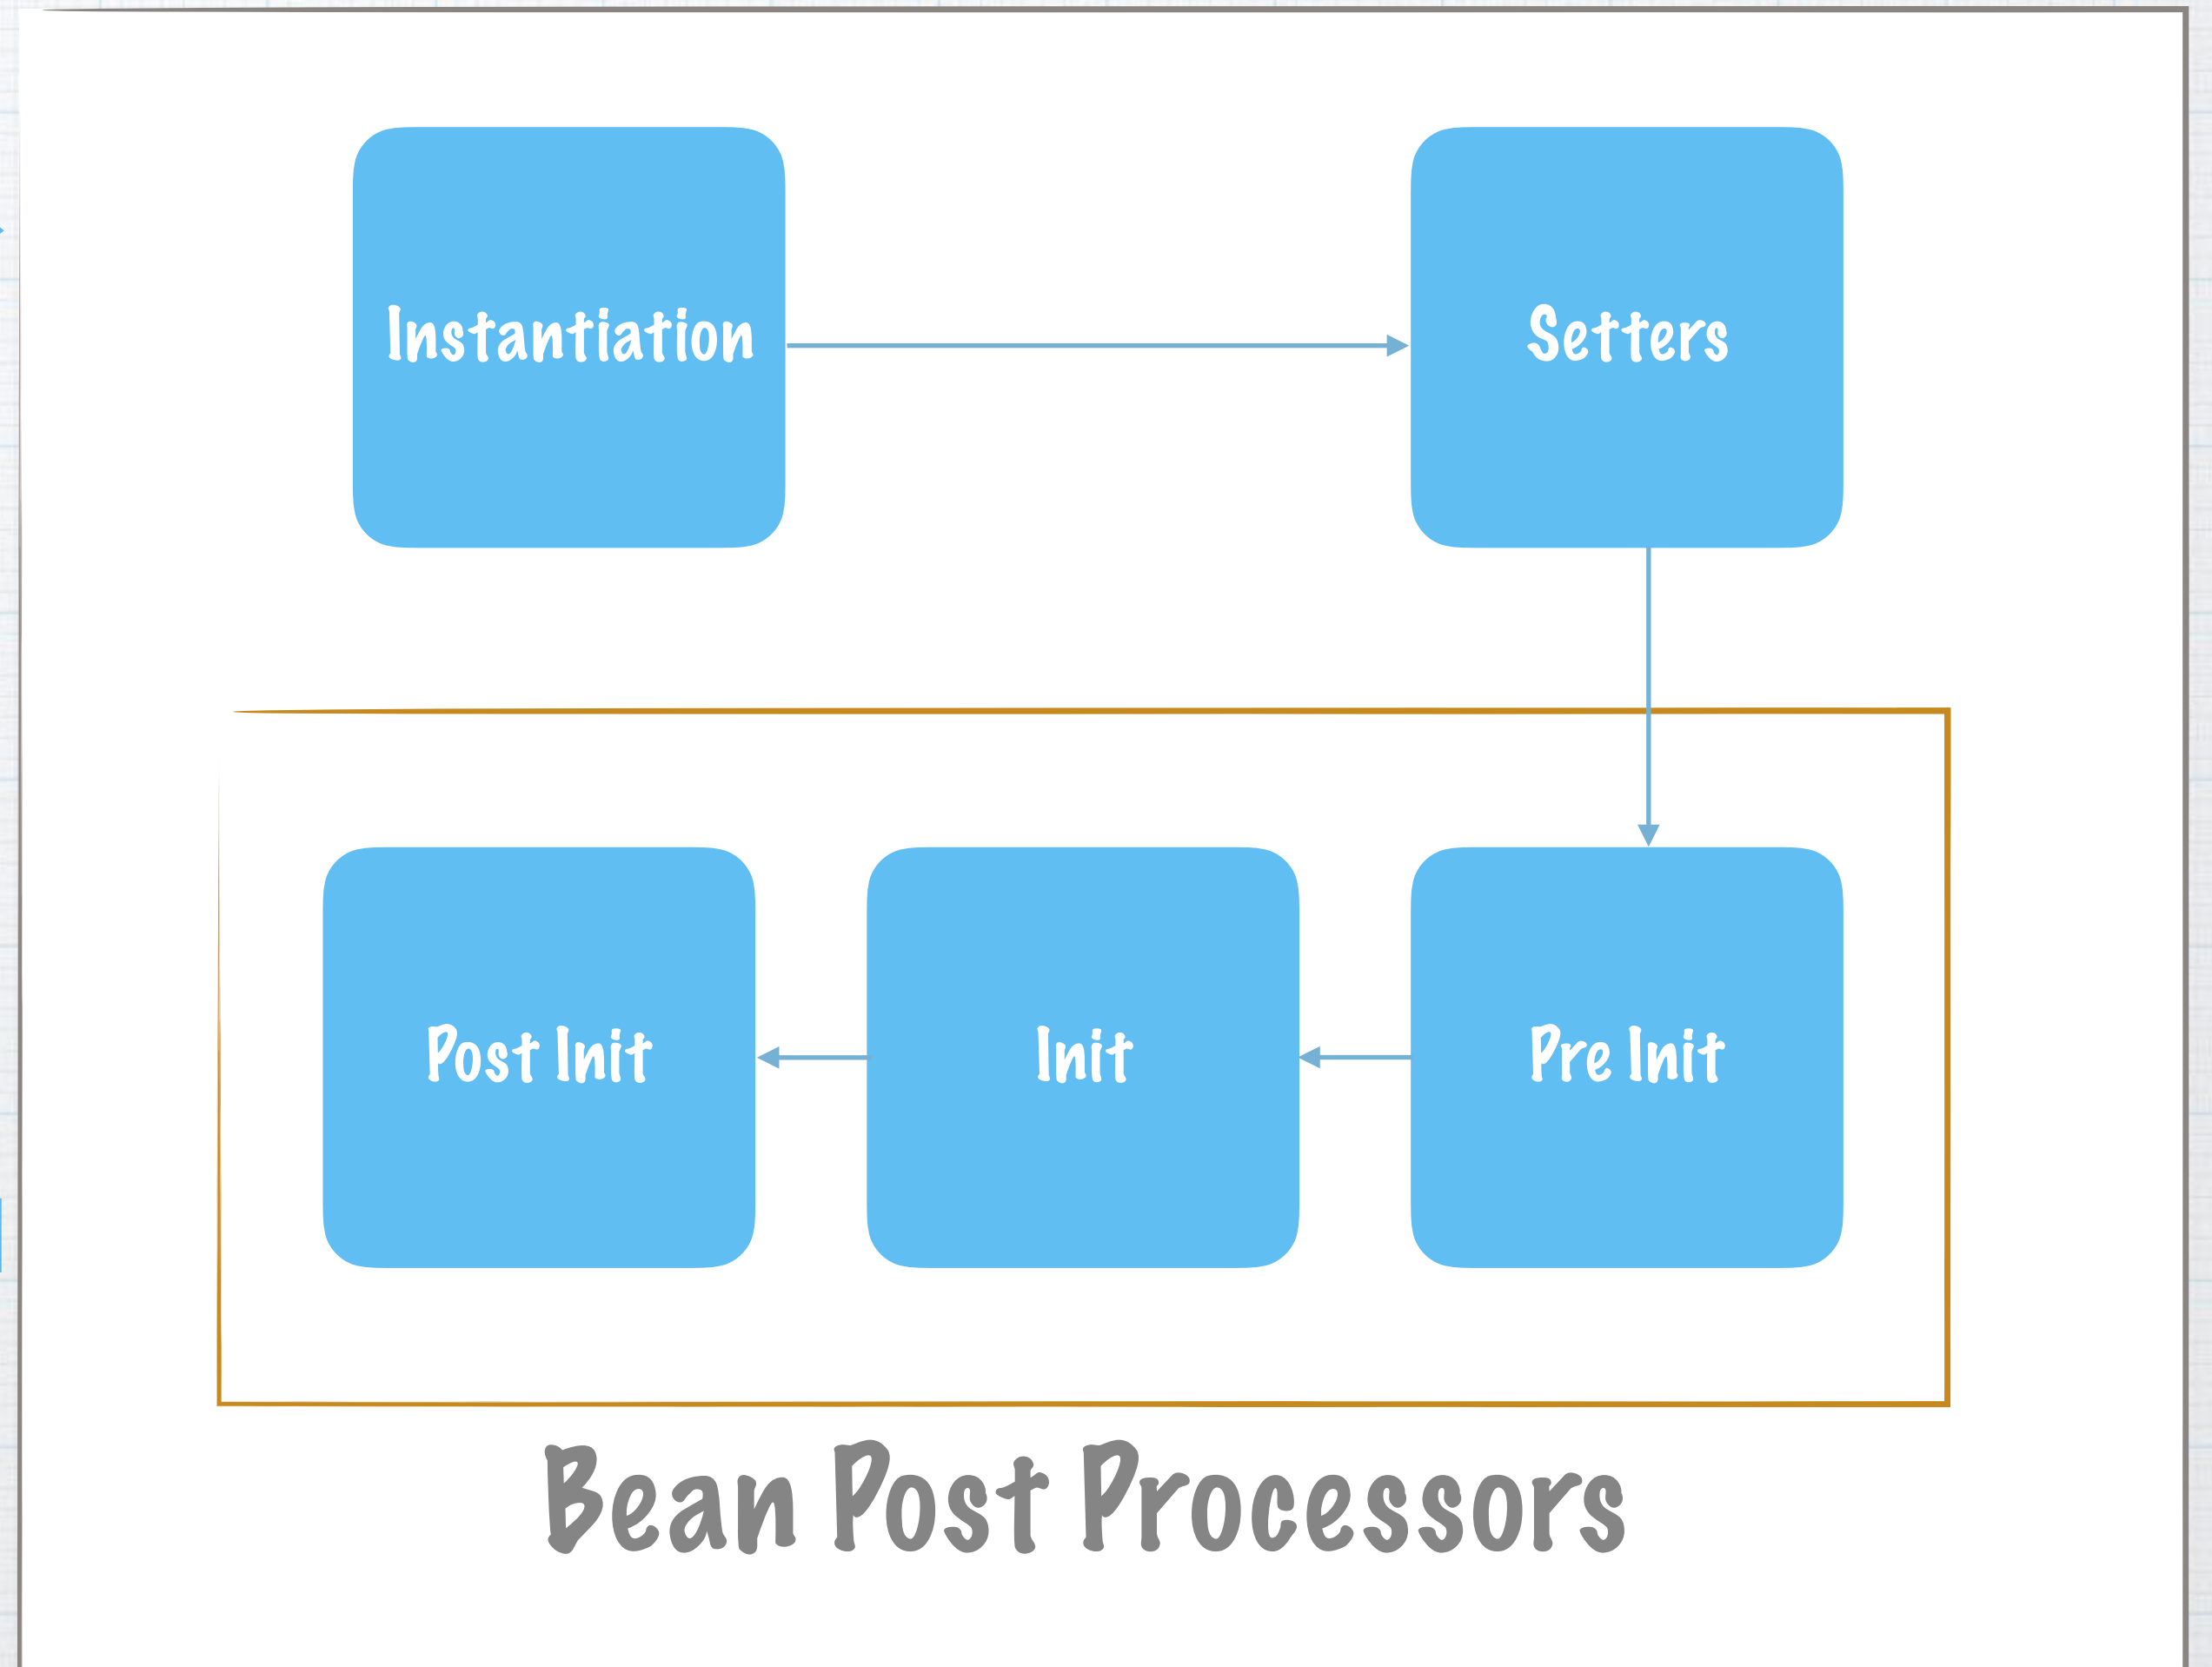 Instantiation
Setters
Post Init
Init
Pre Init
Bean Post Processors